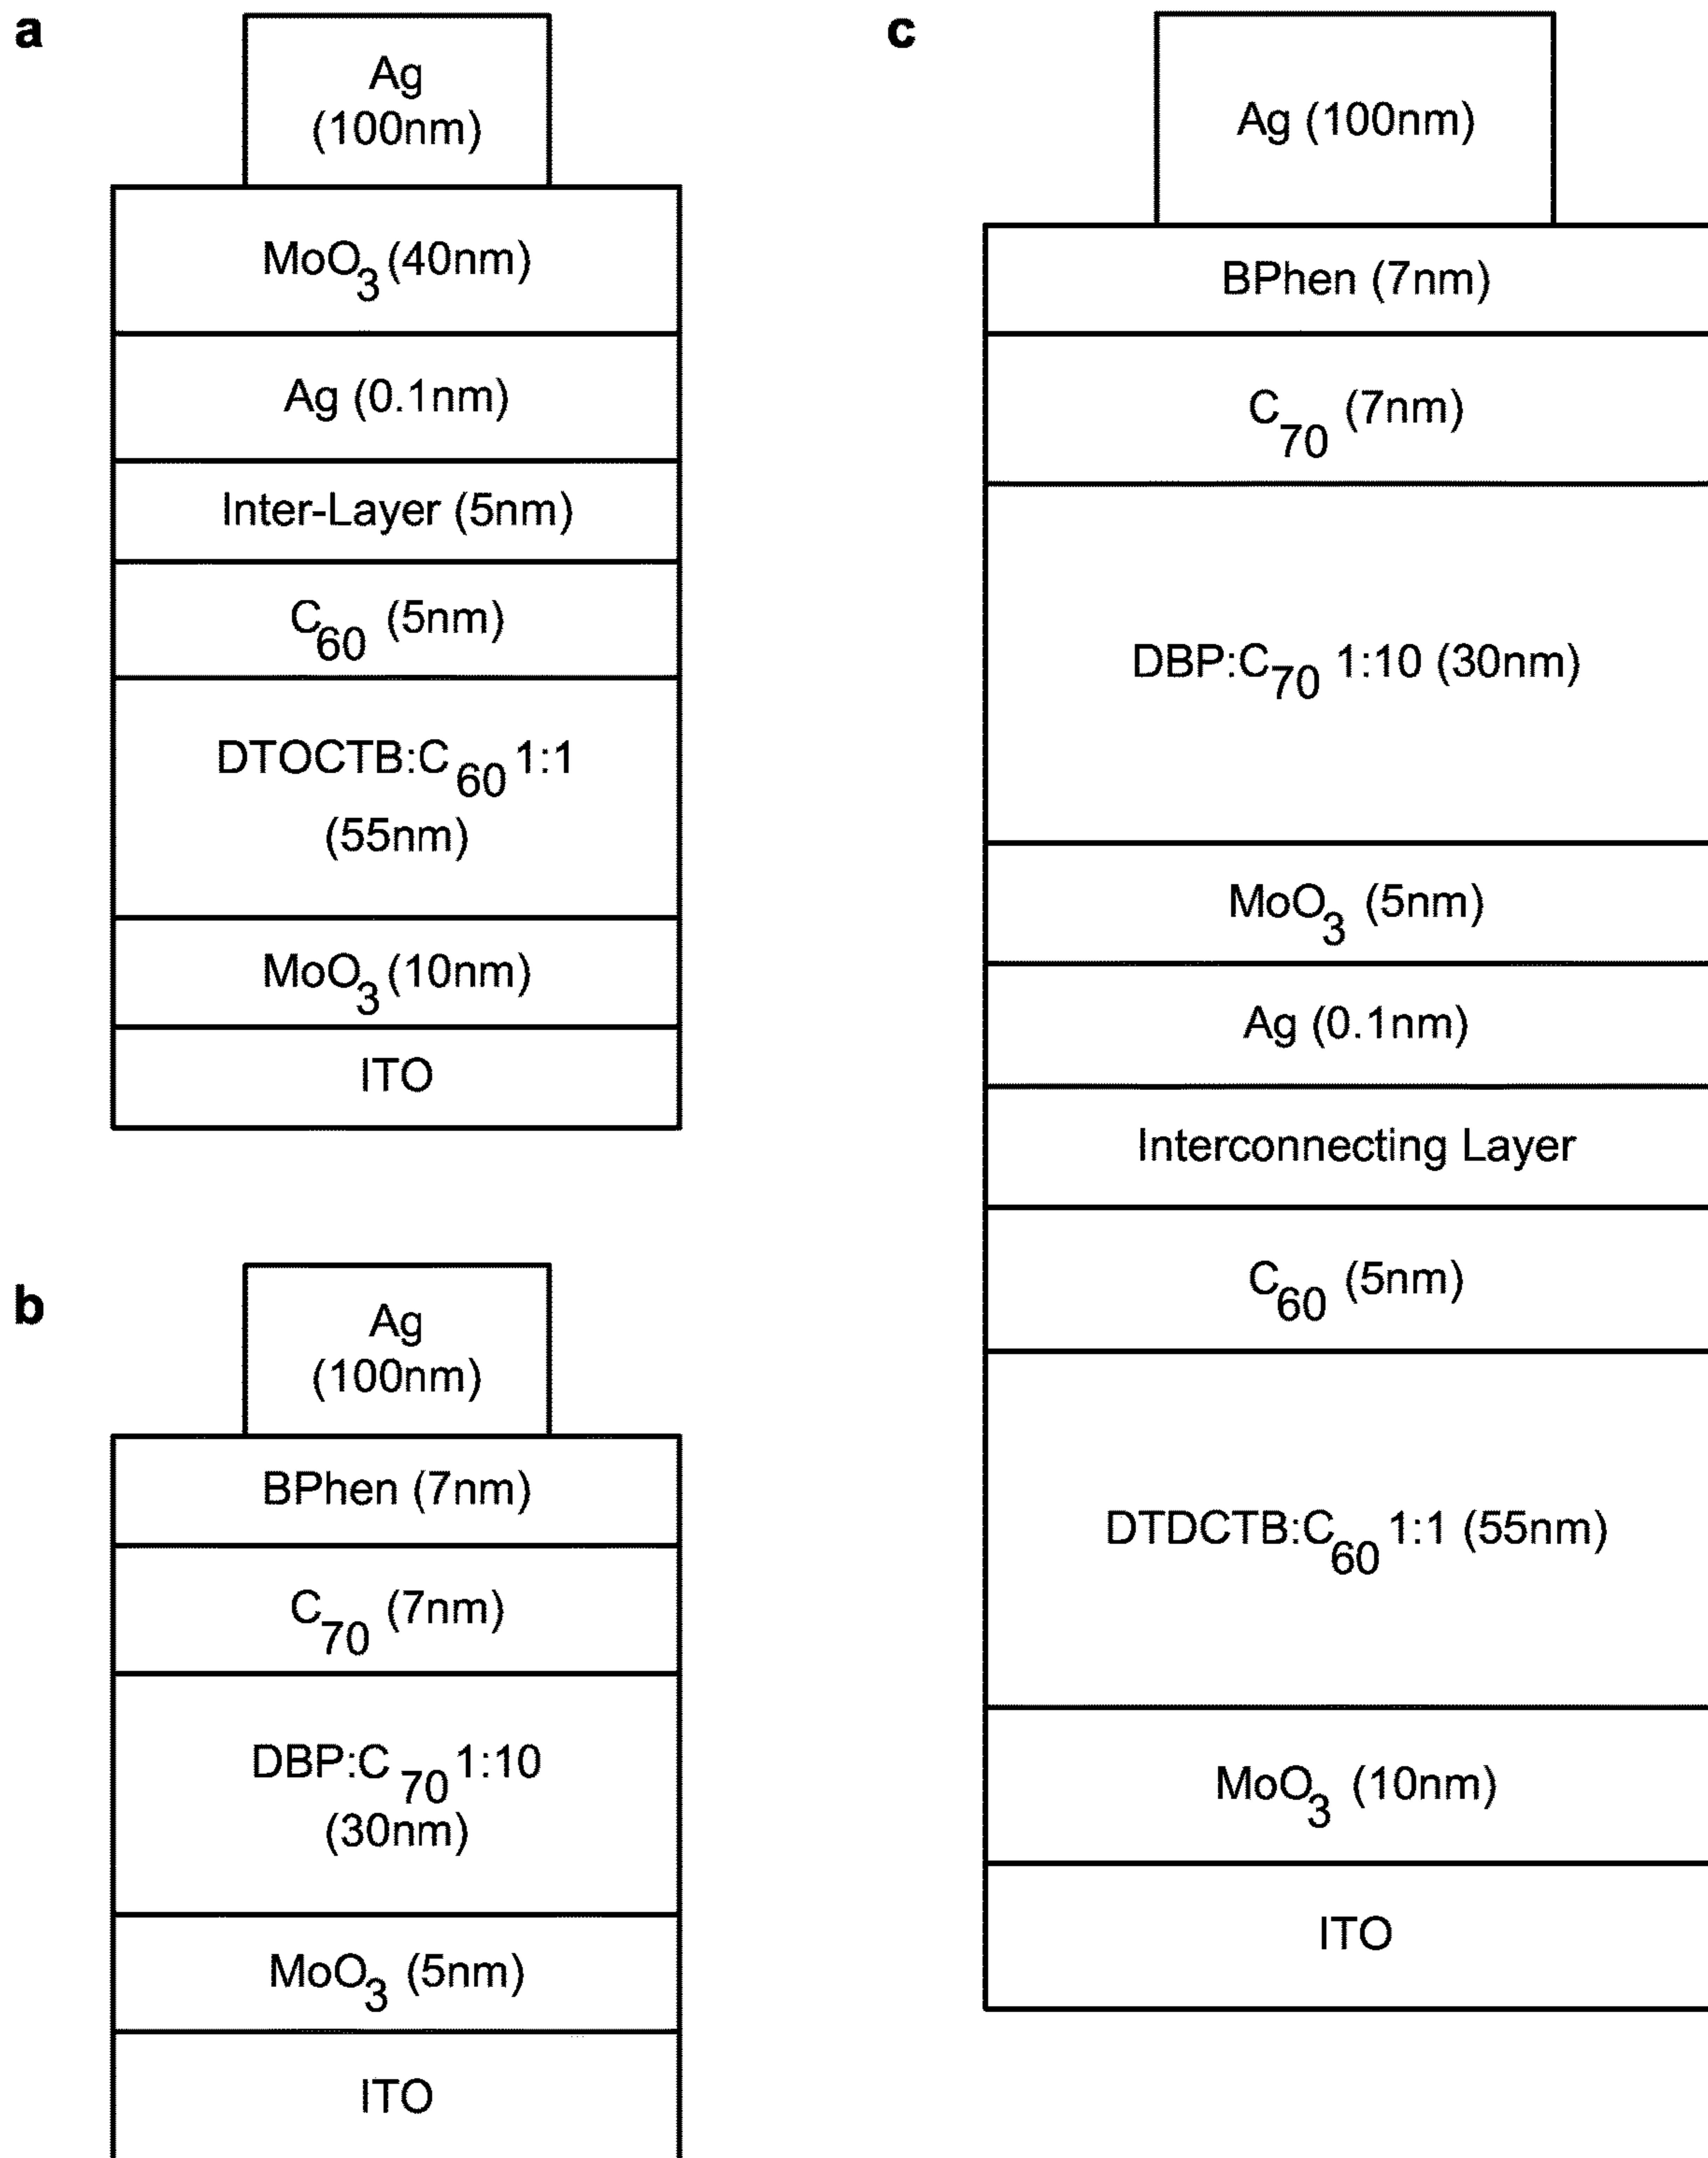 a
Ag
(100nm)
MoO3 (40nm)
Ag (0.1nm)
Inter-Layer (5nm)
C60 (5nm)
DTOCTB:C60 1:1
(55nm)
MoO3 (10nm)
ITO
b
Ag
(100nm)
BPhen (7nm)
C70 (7nm)
DBP:C70 1:10
(30nm)
MoO3 (5nm)
ITO
c
Ag (100nm)
BPhen (7nm)
C70 (7nm)
DBP:C70 1:10 (30nm)
MoO3 (5nm)
Ag (0.1nm)
Interconnecting Layer
C60 (5nm)
DTDCTB:C60 1:1 (55nm)
MoO3 (10nm)
ITO